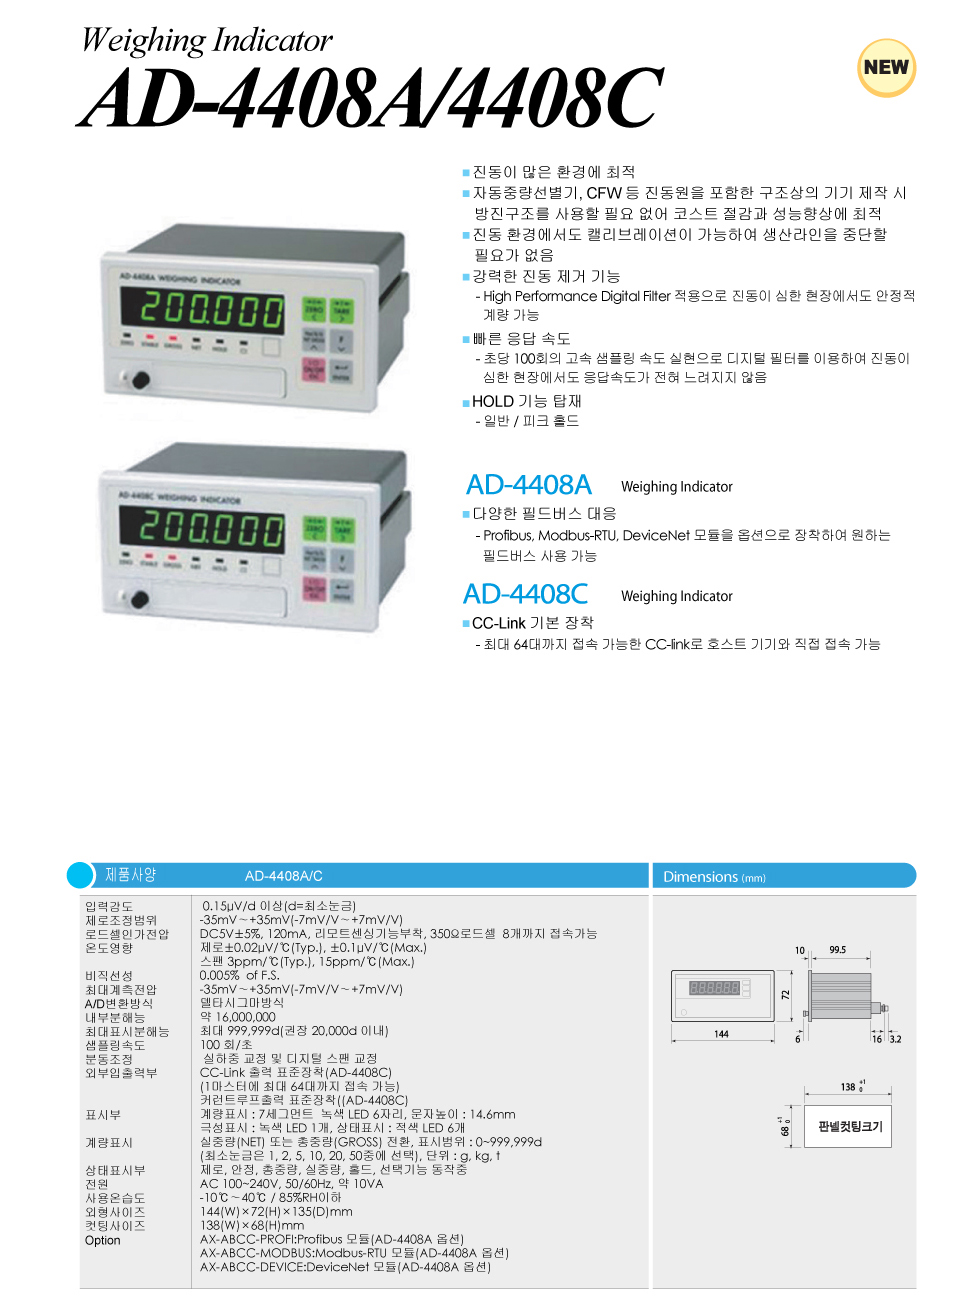 Weighing Indicator
AD-4408A/4408C
NEW
■ 진동이 많은 환경에 최적
■ 자동중량선별기, CFW 등 진동원을 포함한 구조상의 기기 제작 시
방진구조를 사용할 필요 없어 코스트 절감과 성능향상에 최적
■ 진동 환경에서도 캘리브레이션이 가능하여 생산라인을 중단할
필요가 없음
■ 강력한 진동 제거 기능
- High Performance Digital Filter 적용으로 진동이 심한 현장에서도 안정적
계량 가능
■ 빠른 응답 속도
- 초당 100회의 고속 샘플링 속도 실현으로 디지털 필터를 이용하여 진동이
심한 현장에서도 응답속도가 전혀 느려지지 않음
■ HOLD 기능 탑재
- 일반 / 피크 홀드
AD-4408A WEIGHING INDICATOR
200.000
ZERO TARE
F
ON/OFF
ENTER
ZERO STABLE GROSS NET HOLD
AD-4408C WEIGHING INDICATOR
200.000
ZERO TARE
F
ON/OFF
ENTER
ZERO STABLE GROSS NET HOLD
AD-4408A Weighing Indicator
■ 다양한 필드버스 대응
- Profibus, Modbus-RTU, DeviceNet 모듈을 옵션으로 장착하여 원하는
필드버스 사용 가능
AD-4408C Weighing Indicator
■ CC-Link 기본 장착
- 최대 64대까지 접속 가능한 CC-link로 호스트 기기와 직접 접속 가능
제품사양 AD-4408A/C
입력감도 0.15μV/d 이상(d=최소눈금)
제로조정범위 -35mV～+35mV(-7mV/V～+7mV/V)
로드셀인가전압 DC5V±5%, 120mA, 리모트센싱기능부착, 350Ω로드셀 8개까지 접속가능
온도영향 제로±0.02μV/℃(Typ.), ±0.1μV/℃(Max.)
스팬 3ppm/℃(Typ.), 15ppm/℃(Max.)
비직선성 0.005% of F.S.
최대계측전압 -35mV～+35mV(-7mV/V～+7mV/V)
A/D변환방식 델타시그마방식
내부분해능 약 16,000,000
최대표시분해능 최대 999,999d(권장 20,000d 이내)
샘플링속도 100 회/초
분동조정 실하중 교정 및 디지털 스팬 교정
외부입출력부 CC-Link 출력 표준장착(AD-4408C)
(1마스터에 최대 64대까지 접속 가능)
커런트루프출력 표준장착((AD-4408C)
표시부 계량표시 : 7세그먼트 녹색 LED 6자리, 문자높이 : 14.6mm
극성표시 : 녹색 LED 1개, 상태표시 : 적색 LED 6개
계량표시 실중량(NET) 또는 총중량(GROSS) 전환, 표시범위 : 0~999,999d
(최소눈금은 1, 2, 5, 10, 20, 50중에 선택), 단위 : g, kg, t
상태표시부 제로, 안정, 총중량, 실중량, 홀드, 선택기능 동작중
전원 AC 100~240V, 50/60Hz, 약 10VA
사용온습도 -10℃～40℃ / 85%RH이하
외형사이즈 144(W)×72(H)×135(D)mm
컷팅사이즈 138(W)×68(H)mm
Option AX-ABCC-PROFI:Profibus 모듈(AD-4408A 옵션)
AX-ABCC-MODBUS:Modbus-RTU 모듈(AD-4408A 옵션)
AX-ABCC-DEVICE:DeviceNet 모듈(AD-4408A 옵션)
Dimensions (mm)
10 99.5
72
144
6 16 3.2
138 +1 0
68 +1 0
판넬컷팅크기